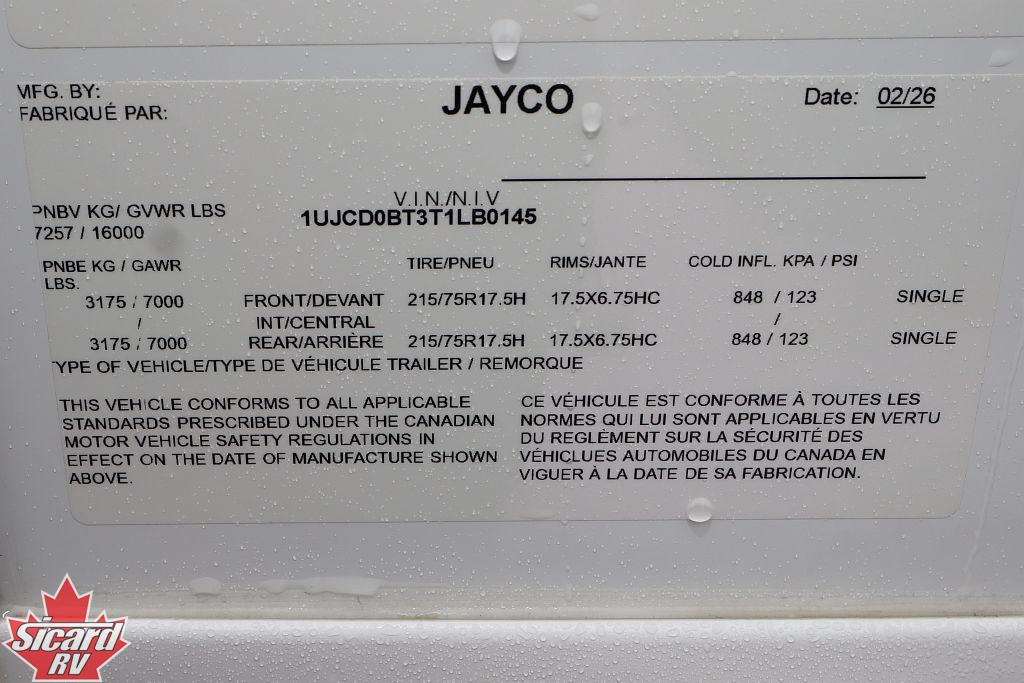 MFG. BY:
FABRIQUÉ PAR:
JAYCO
Date: 02/26
V.I.N./N.I.V
1UJCD0BT3T1LB0145
PNBV KG/ GVWR LBS
7257 / 16000
PNBE KG / GAWR LBS. TIRE/PNEU RIMS/JANTE COLD INFL. KPA / PSI
3175 / 7000 FRONT/DEVANT 215/75R17.5H 17.5X6.75HC 848 / 123 SINGLE
/ INT/CENTRAL /
3175 / 7000 REAR/ARRIÈRE 215/75R17.5H 17.5X6.75HC 848 / 123 SINGLE
TYPE OF VEHICLE/TYPE DE VÉHICULE TRAILER / REMORQUE
THIS VEHICLE CONFORMS TO ALL APPLICABLE
STANDARDS PRESCRIBED UNDER THE CANADIAN
MOTOR VEHICLE SAFETY REGULATIONS IN
EFFECT ON THE DATE OF MANUFACTURE SHOWN
ABOVE.
CE VÉHICULE EST CONFORME À TOUTES LES
NORMES QUI LUI SONT APPLICABLES EN VERTU
DU REGLÈMENT SUR LA SÉCURITÉ DES
VÉHICLUES AUTOMOBILES DU CANADA EN
VIGUER À LA DATE DE SA FABRICATION.
Sicard
RV